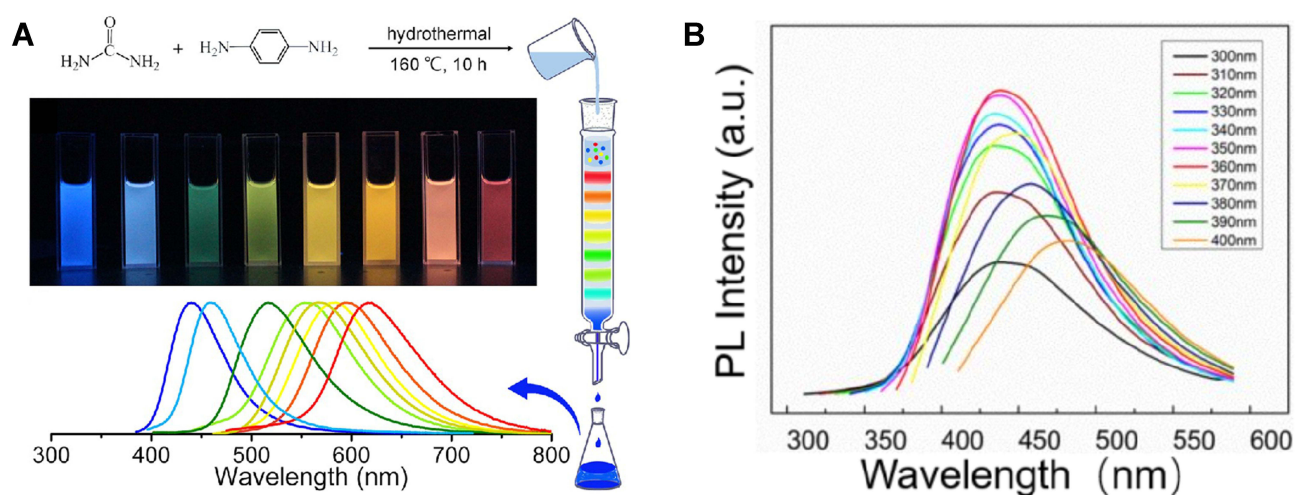 A
O
C
H₂N NH₂
+
H₂N NH₂
hydrothermal
160 ℃, 10 h
300 400 500 600 700 800
Wavelength (nm)
B
PL Intensity (a.u.)
300nm
310nm
320nm
330nm
340nm
350nm
360nm
370nm
380nm
390nm
400nm
300 350 400 450 500 550 600
Wavelength (nm)